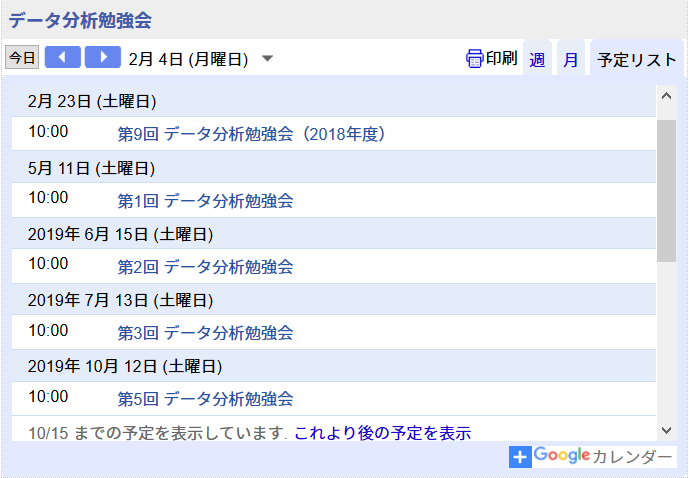 データ分析勉強会
今日 2月 4日 (月曜日) 印刷 週 月 予定リスト
2月 23日 (土曜日)
10:00 第9回 データ分析勉強会（2018年度）
5月 11日 (土曜日)
10:00 第1回 データ分析勉強会
2019年 6月 15日 (土曜日)
10:00 第2回 データ分析勉強会
2019年 7月 13日 (土曜日)
10:00 第3回 データ分析勉強会
2019年 10月 12日 (土曜日)
10:00 第5回 データ分析勉強会
10/15 までの予定を表示しています. これより後の予定を表示
Google カレンダー